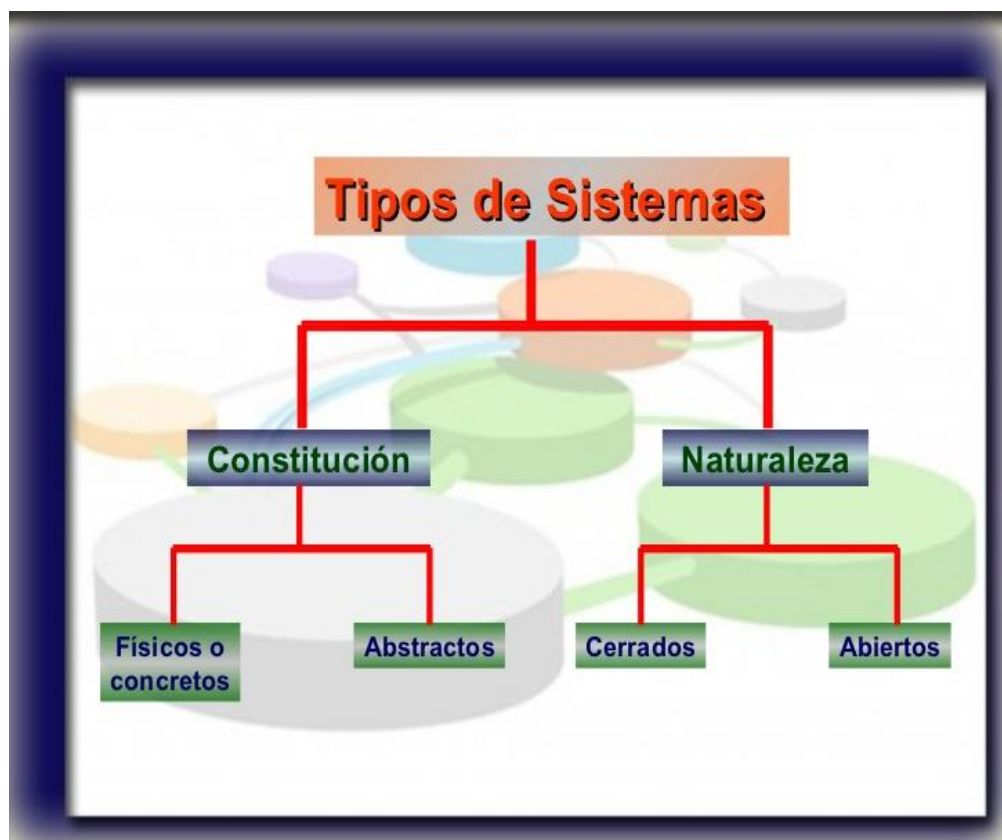 Tipos de Sistemas
Constitución
Naturaleza
Físicos o
concretos
Abstractos
Cerrados
Abiertos